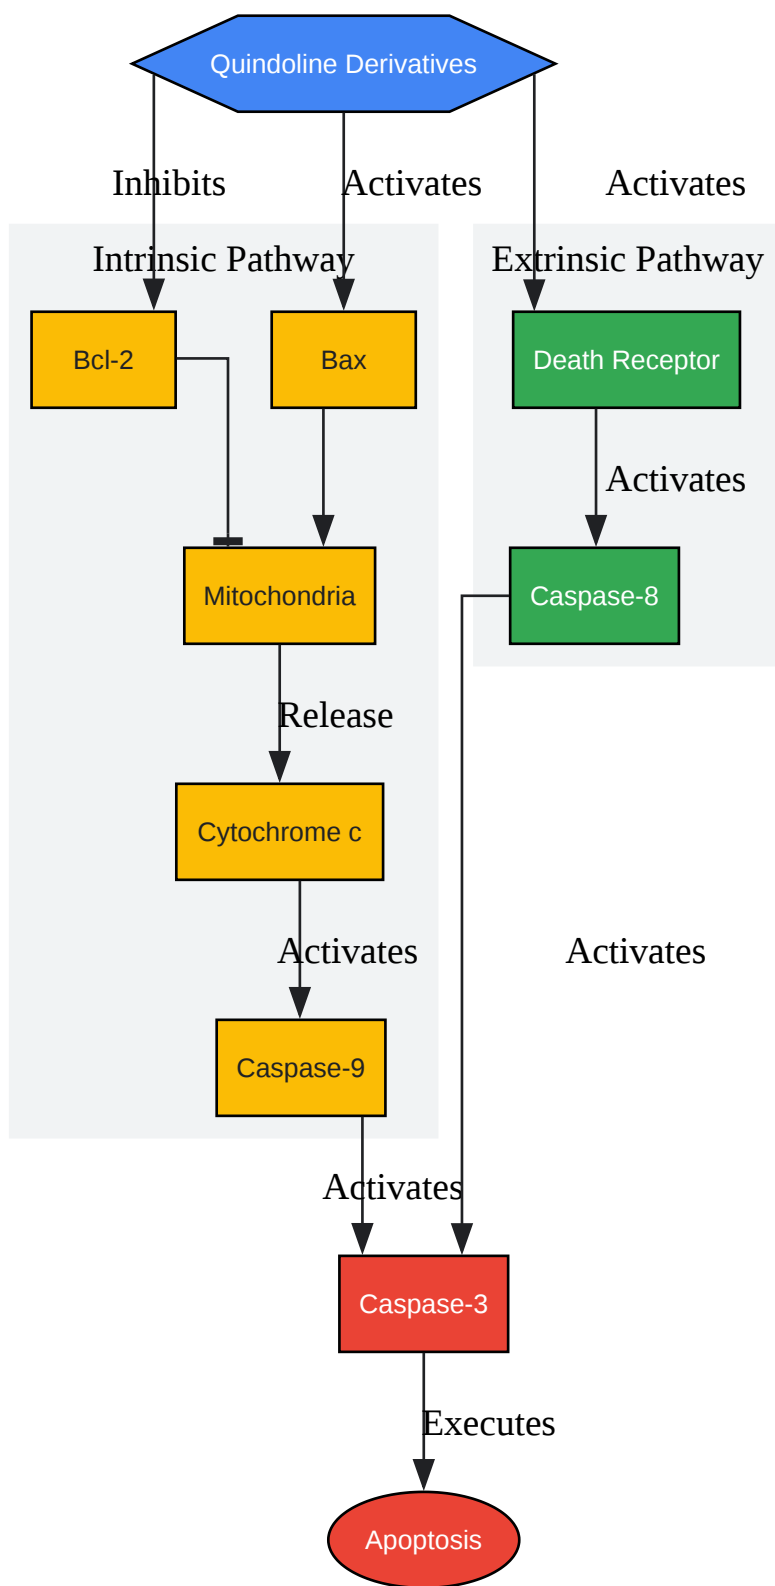 Quindoline Derivatives
Inhibits
Activates
Activates
Intrinsic Pathway
Extrinsic Pathway
Bcl-2
Bax
Death Receptor
Activates
Mitochondria
Caspase-8
Release
Cytochrome c
Activates
Activates
Caspase-9
Activates
Caspase-3
Executes
Apoptosis